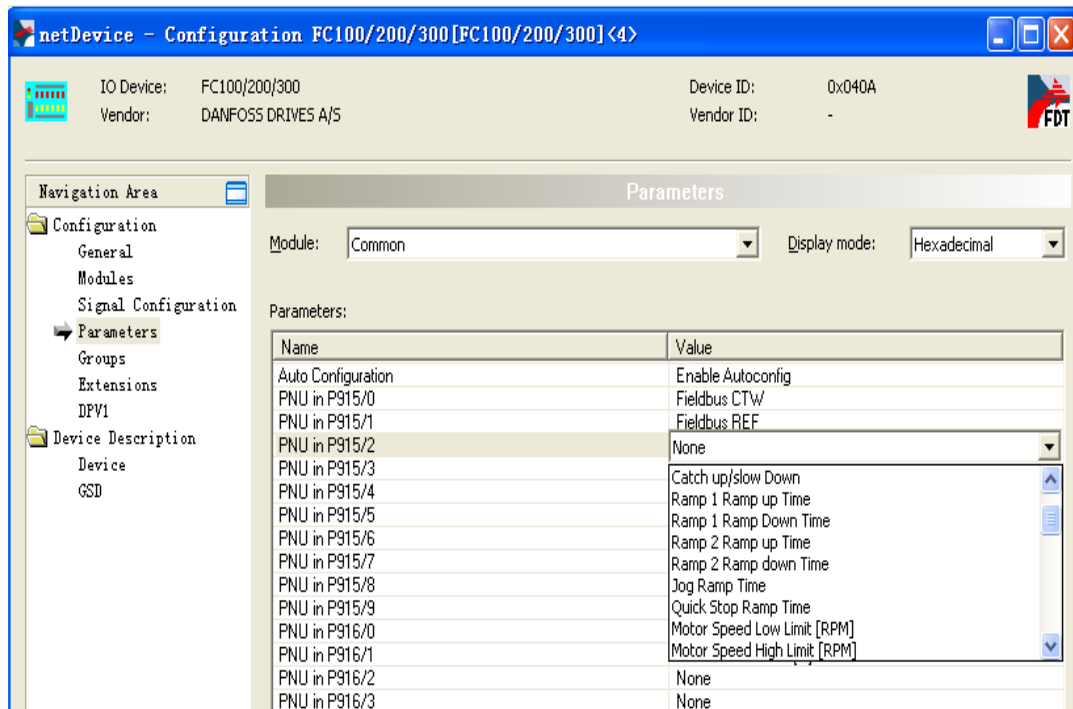 netDevice - Configuration FC100/200/300[FC100/200/300]<4>
IO Device: FC100/200/300 Device ID: 0x040A
Vendor: DANFOSS DRIVES A/S Vendor ID: -
FDT
Navigation Area
Configuration
General
Modules
Signal Configuration
Parameters
Groups
Extensions
DPV1
Device Description
Device
GSD
Parameters
Module: Common Display mode: Hexadecimal
Parameters:
Name Value
Auto Configuration Enable Autoconfig
PNU in P915/0 Fieldbus CTW
PNU in P915/1 Fieldbus REF
PNU in P915/2 None
PNU in P915/3
PNU in P915/4
PNU in P915/5
PNU in P915/6
PNU in P915/7
PNU in P915/8
PNU in P915/9
PNU in P916/0
PNU in P916/1
PNU in P916/2 None
PNU in P916/3 None
Catch up/slow Down
Ramp 1 Ramp up Time
Ramp 1 Ramp Down Time
Ramp 2 Ramp up Time
Ramp 2 Ramp down Time
Jog Ramp Time
Quick Stop Ramp Time
Motor Speed Low Limit [RPM]
Motor Speed High Limit [RPM]